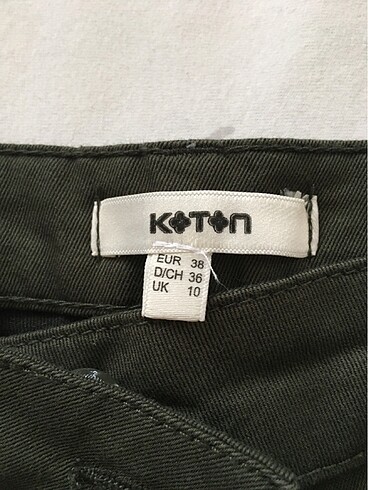 KOTON
EUR 38
D/CH 36
UK 10